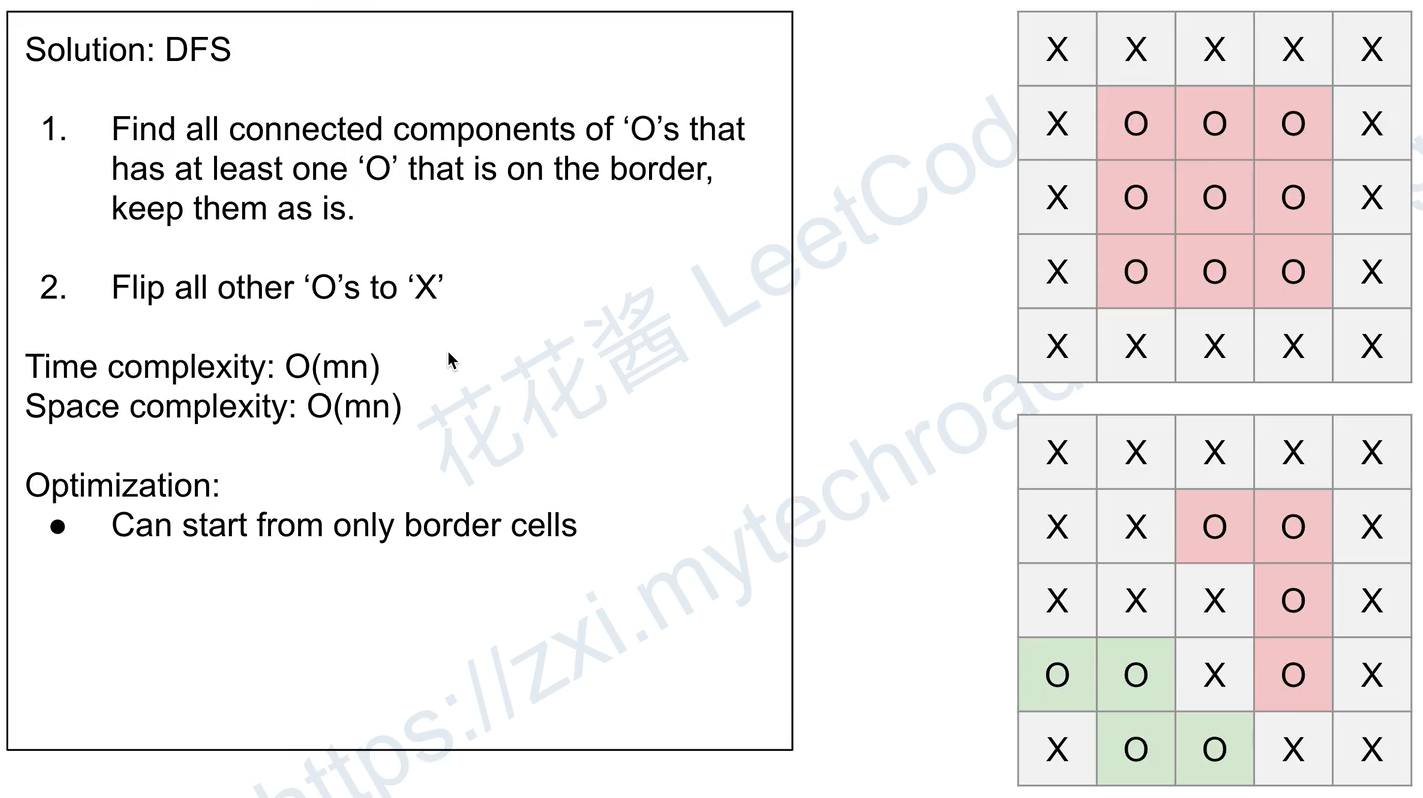 Solution: DFS
1. Find all connected components of ‘O’s that
has at least one ‘O’ that is on the border,
keep them as is.
2. Flip all other ‘O’s to ‘X’
Time complexity: O(mn)
Space complexity: O(mn)
Optimization:
● Can start from only border cells
X X X X X
X O O O X
X O O O X
X O O O X
X X X X X
X X X X X
X X O O X
X X X O X
O O X O X
X O O X X
花花酱 LeetCod
https://zxi.mytechroad